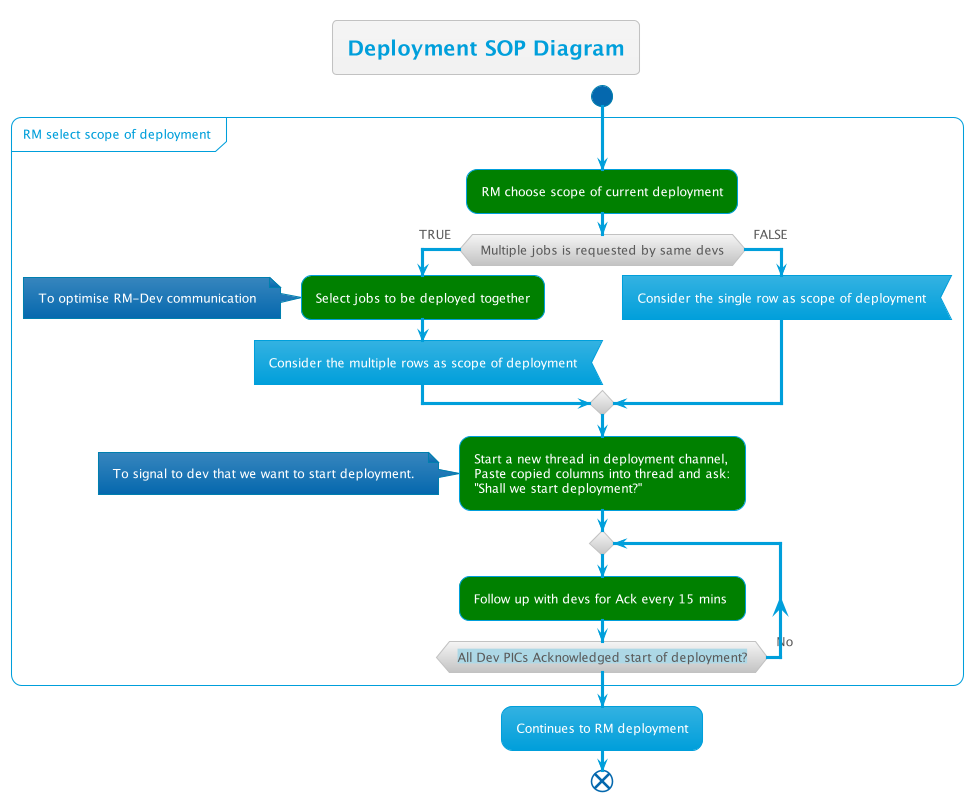 Deployment SOP Diagram
RM select scope of deployment
RM choose scope of current deployment
TRUE
Multiple jobs is requested by same devs
FALSE
To optimise RM-Dev communication
Select jobs to be deployed together
Consider the single row as scope of deployment
Consider the multiple rows as scope of deployment
To signal to dev that we want to start deployment.
Start a new thread in deployment channel,
Paste copied columns into thread and ask:
"Shall we start deployment?"
Follow up with devs for Ack every 15 mins
No
All Dev PICs Acknowledged start of deployment?
Continues to RM deployment